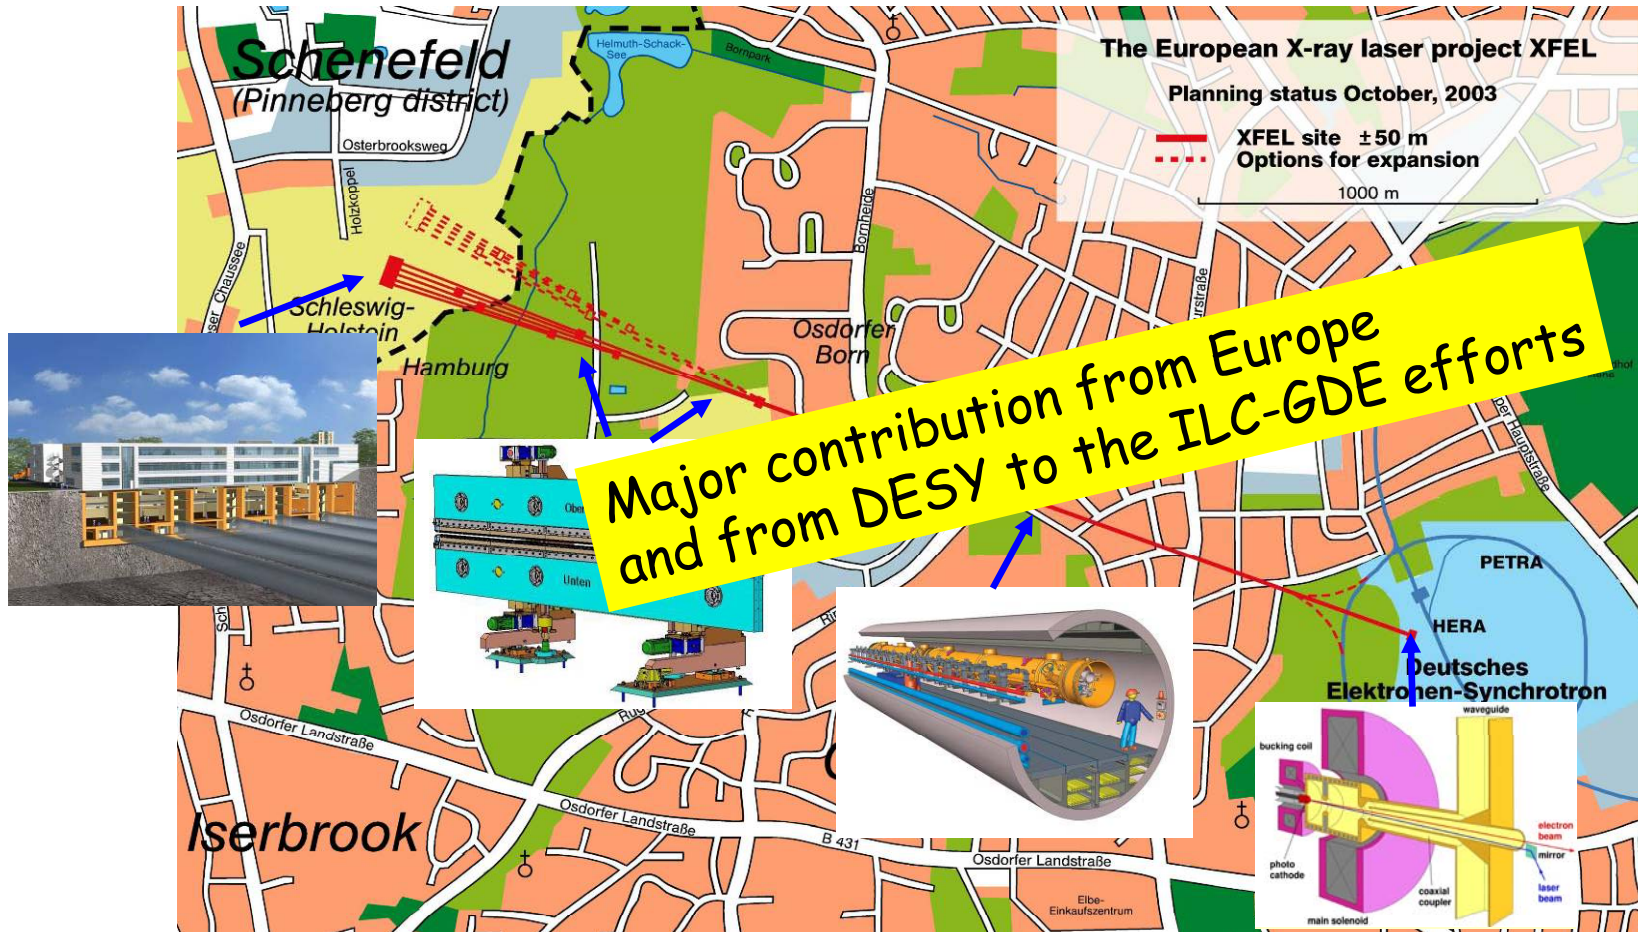 Schenefeld
(Pinneberg district)
Helmuth-Schack-
See
Bornpark
The European X-ray laser project XFEL
Planning status October, 2003
XFEL site ±50 m
Options for expansion
1000 m
Osterbrooksweg
Holzkoppel
Bornheide
Chaussee
Schleswig-
Holstein
Hamburg
Osdorfer
Born
Major contribution from Europe
and from DESY to the ILC-GDE efforts
Unten
PETRA
HERA
Deutsches
Elektronen-Synchrotron
waveguide
bucking coil
electron
beam
mirror
photo
cathode
laser
beam
coaxial
coupler
main solenoid
Osdorfer Landstraße
Osdorfer Landstraße
B 431
Osdorfer Landstraße
Iserbrook
Elbe-
Einkaufszentrum